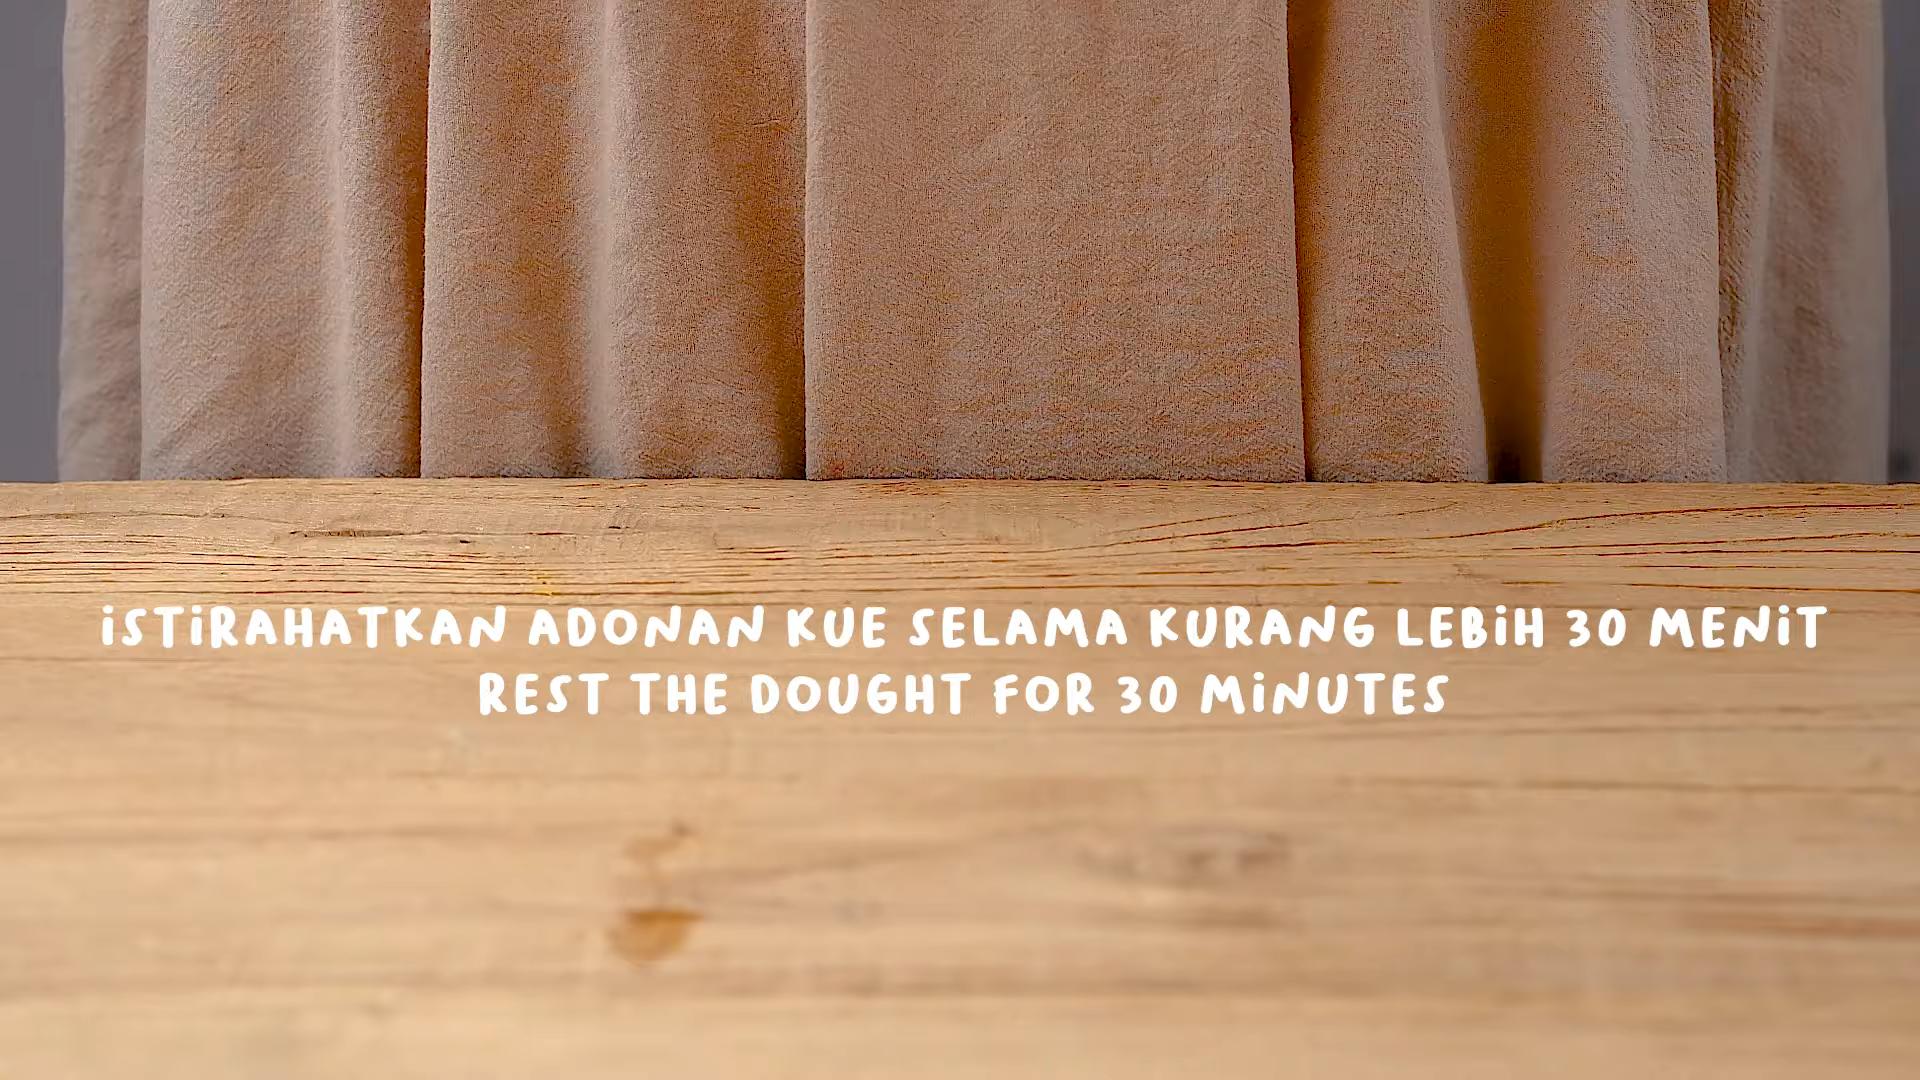 iSTiRAHATKAN ADONAN KUE SELAMA KURANG LEBiH 30 MENiT
REST THE DOUGHT FOR 30 MiNUTES